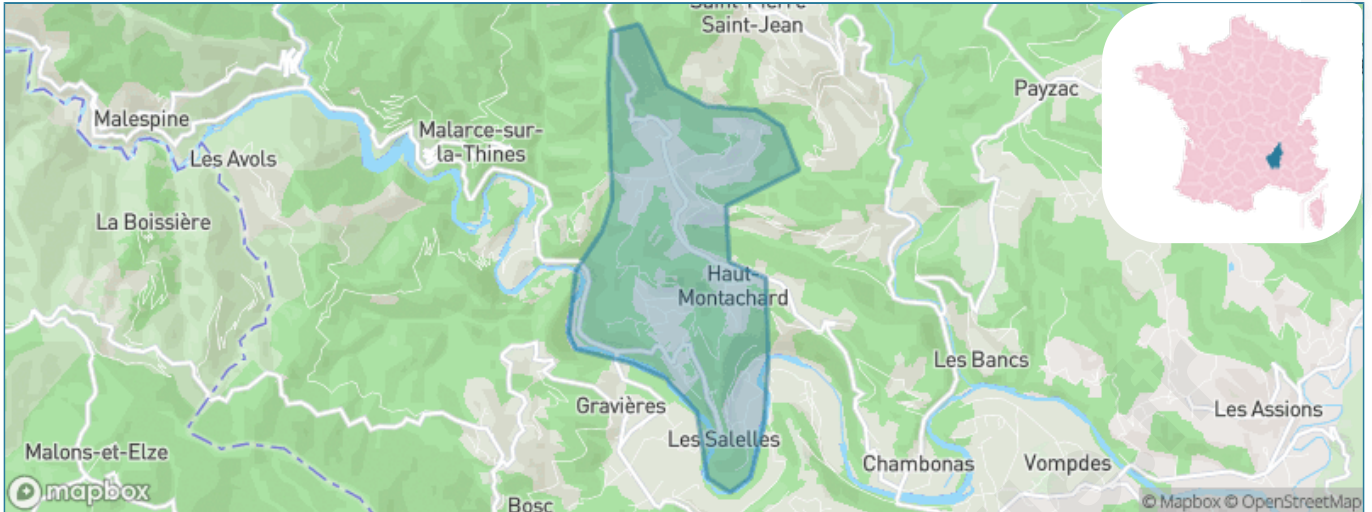 Saint-Pierre
Saint-Jean
Payzac
Malespine
Malarce-sur-
la-Thines
Les Avols
La Boissière
Haut-
Montachard
Les Bancs
Gravières
Les Assions
Les Salelles
Malons-et-Elze
Chambonas
Vompdes
mapbox
Bosc
© Mapbox © OpenStreetMap